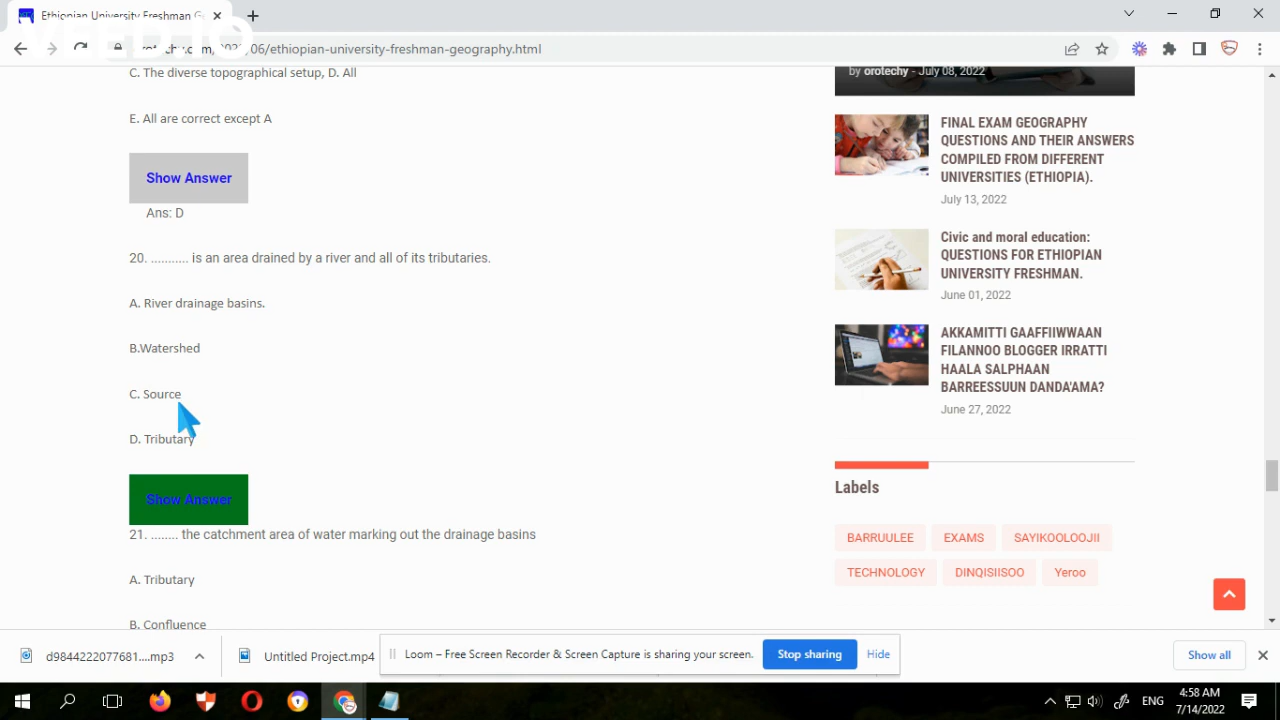 Ethiopian University Freshman G
2022/06/ethiopian-university-freshman-geography.html
C. The diverse topographical setup, D. All
E. All are correct except A
Show Answer
Ans: D
20. ........... is an area drained by a river and all of its tributaries.
A. River drainage basins.
B.Watershed
C. Source
D. Tributary
Show Answer
21. ........ the catchment area of water marking out the drainage basins
A. Tributary
B. Confluence
by orotechy - July 08, 2022
FINAL EXAM GEOGRAPHY
QUESTIONS AND THEIR ANSWERS
COMPILED FROM DIFFERENT
UNIVERSITIES (ETHIOPIA).
July 13, 2022
Civic and moral education:
QUESTIONS FOR ETHIOPIAN
UNIVERSITY FRESHMAN.
June 01, 2022
AKKAMITTI GAAFFIIWWAAN
FILANNOO BLOGGER IRRATTI
HAALA SALPHAAN
BARREESSUUN DANDA'AMA?
June 27, 2022
Labels
BARRUULEE EXAMS SAYIKOOLOOJII
TECHNOLOGY DINQISIISOO Yeroo
d9844222077681....mp3
Untitled Project.mp4
Loom – Free Screen Recorder & Screen Capture is sharing your screen.
Stop sharing
Hide
Show all
ENG
4:58 AM
7/14/2022